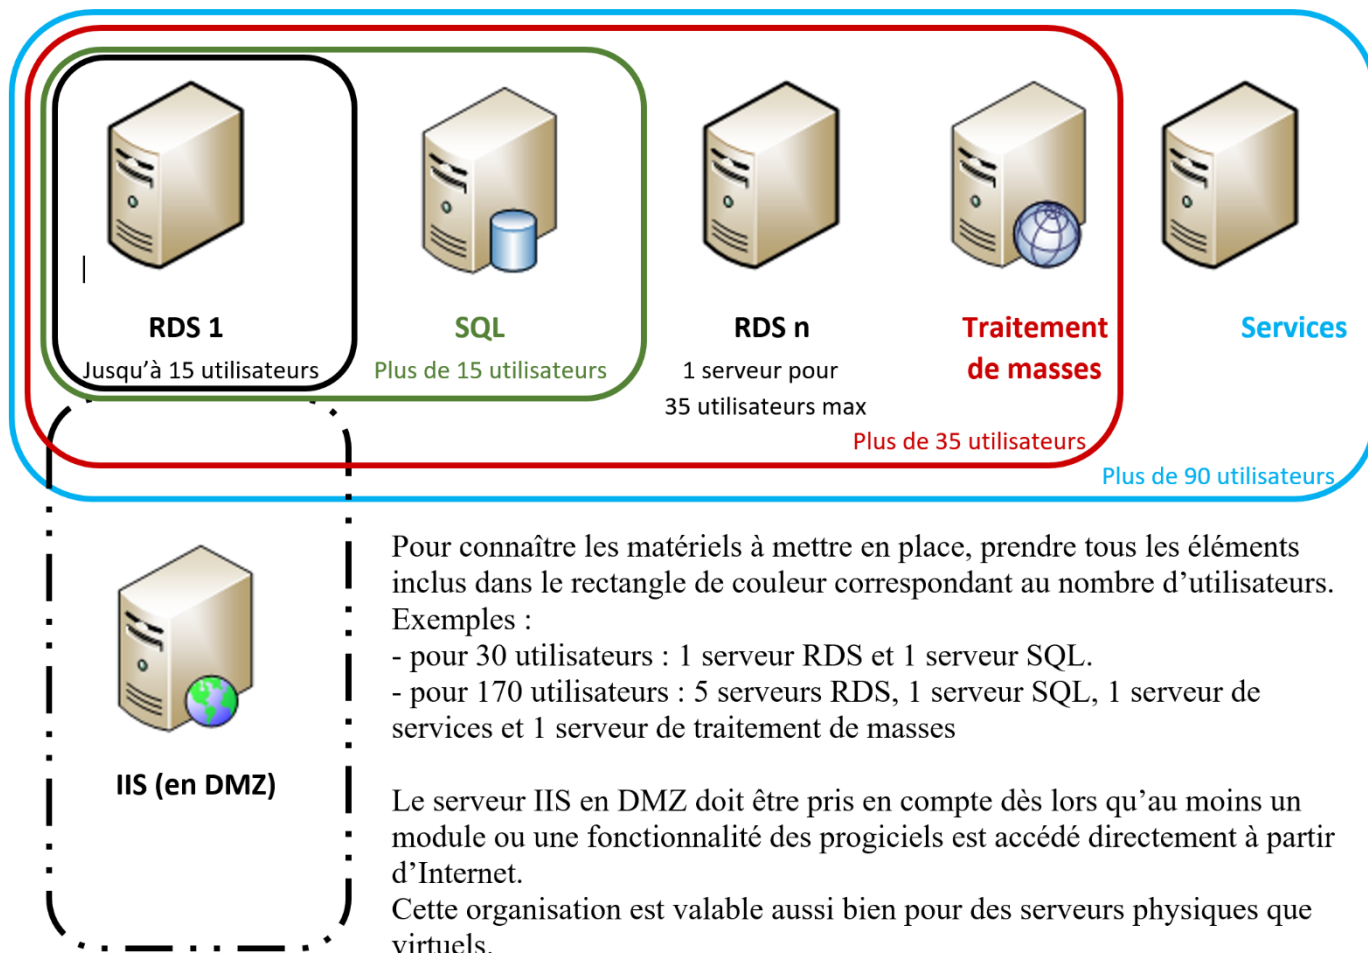 RDS 1
Jusqu'à 15 utilisateurs
SQL
Plus de 15 utilisateurs
RDS n
1 serveur pour
35 utilisateurs max
Traitement
de masses
Plus de 35 utilisateurs
Services
Plus de 90 utilisateurs
IIS (en DMZ)
Pour connaître les matériels à mettre en place, prendre tous les éléments
inclus dans le rectangle de couleur correspondant au nombre d'utilisateurs.
Exemples :
- pour 30 utilisateurs : 1 serveur RDS et 1 serveur SQL.
- pour 170 utilisateurs : 5 serveurs RDS, 1 serveur SQL, 1 serveur de
services et 1 serveur de traitement de masses
Le serveur IIS en DMZ doit être pris en compte dès lors qu'au moins un
module ou une fonctionnalité des progiciels est accédé directement à partir
d'Internet.
Cette organisation est valable aussi bien pour des serveurs physiques que
virtuels.